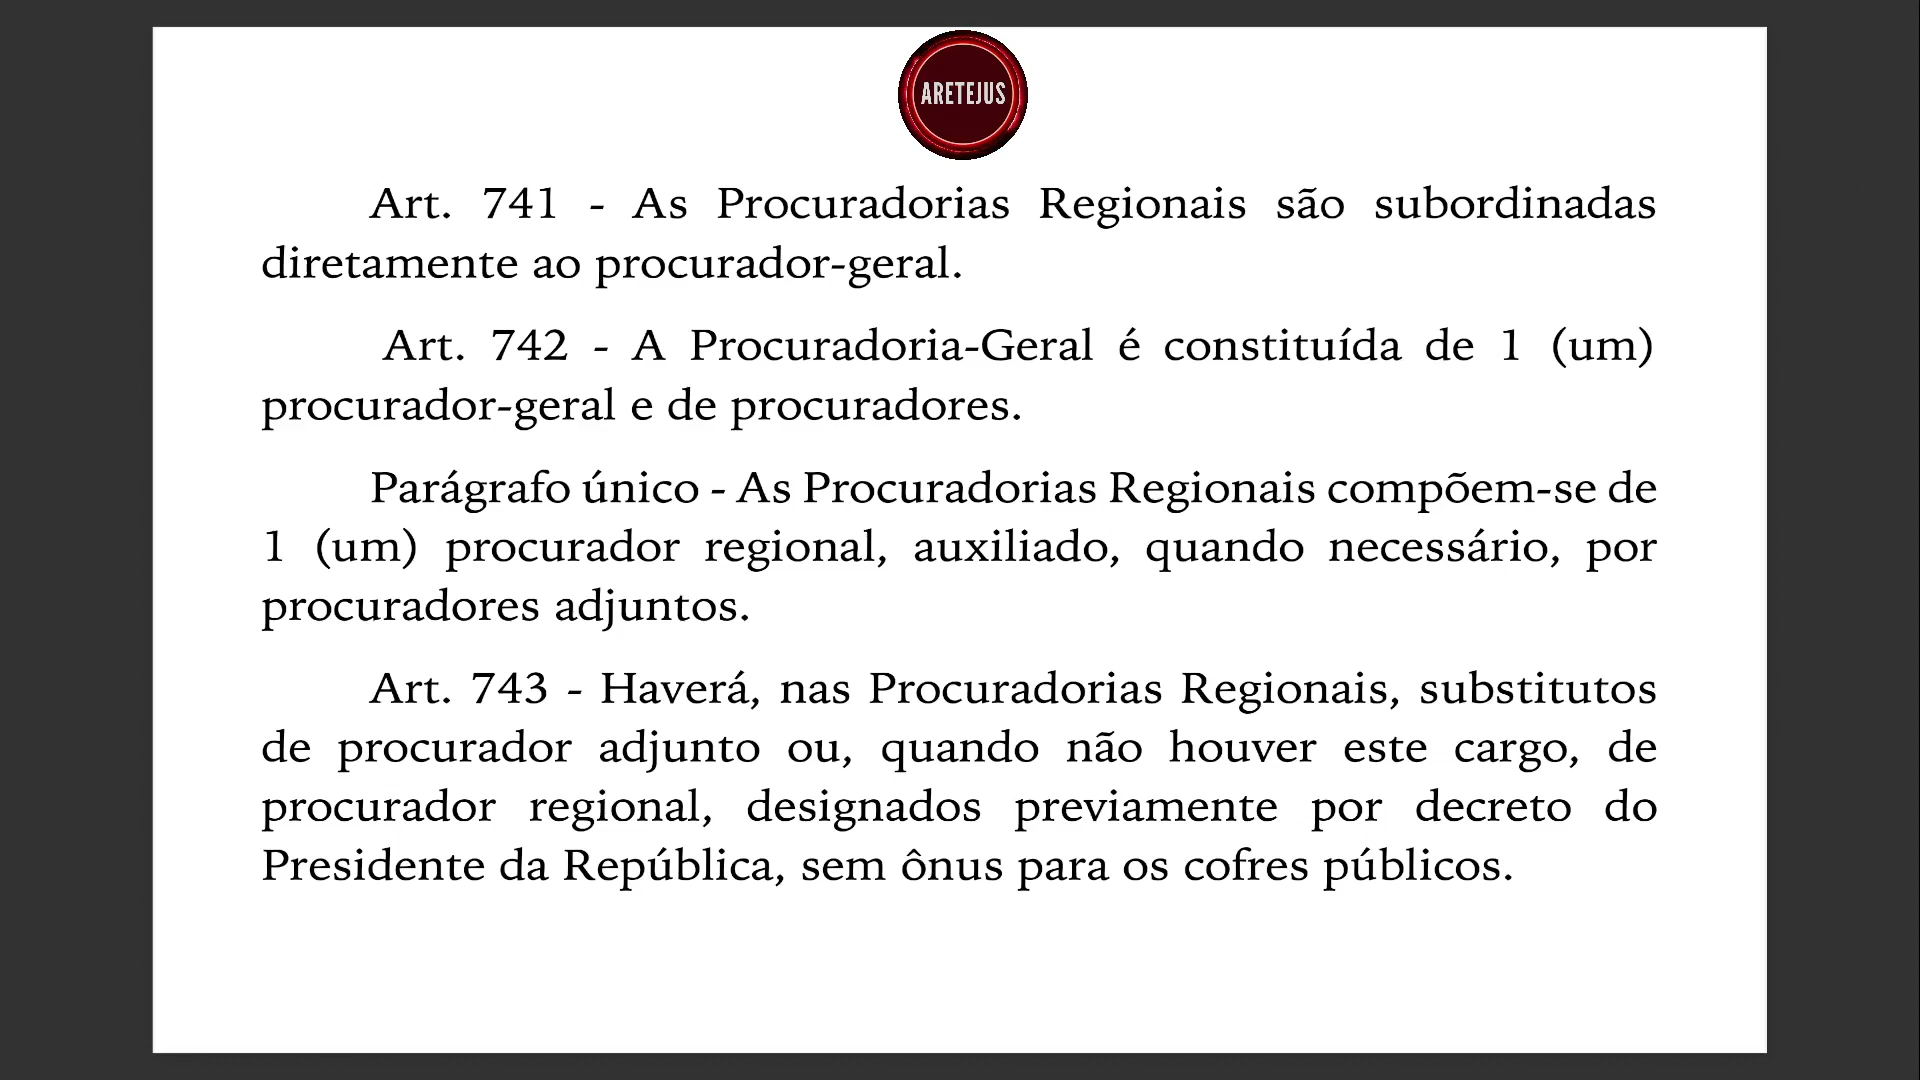 ARETEJUS
Art. 741 - As Procuradorias Regionais são subordinadas
diretamente ao procurador-geral.
Art. 742 - A Procuradoria-Geral é constituída de 1 (um)
procurador-geral e de procuradores.
Parágrafo único - As Procuradorias Regionais compõem-se de
1 (um) procurador regional, auxiliado, quando necessário, por
procuradores adjuntos.
Art. 743 - Haverá, nas Procuradorias Regionais, substitutos
de procurador adjunto ou, quando não houver este cargo, de
procurador regional, designados previamente por decreto do
Presidente da República, sem ônus para os cofres públicos.